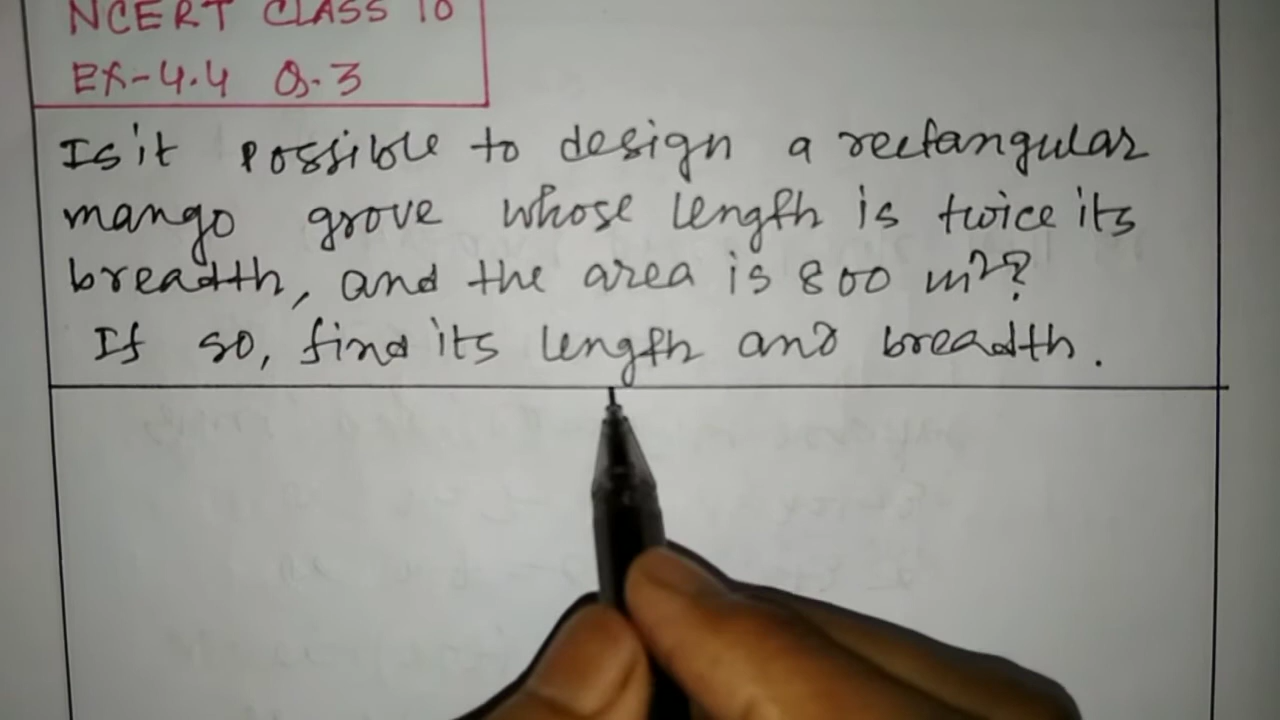 NCERT CLASS 10
EX-4.4 Q.3
Is it possible to design a rectangular
mango grove whose length is twice its
breadth, and the area is 800 m²?
If so, find its length and breadth.